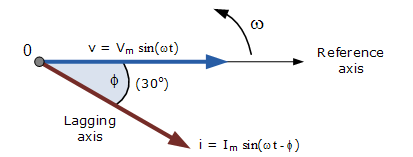 ω
0
v = Vm sin(ωt)
Reference
axis
ϕ (30°)
Lagging
axis
i = Im sin(ωt - ϕ)